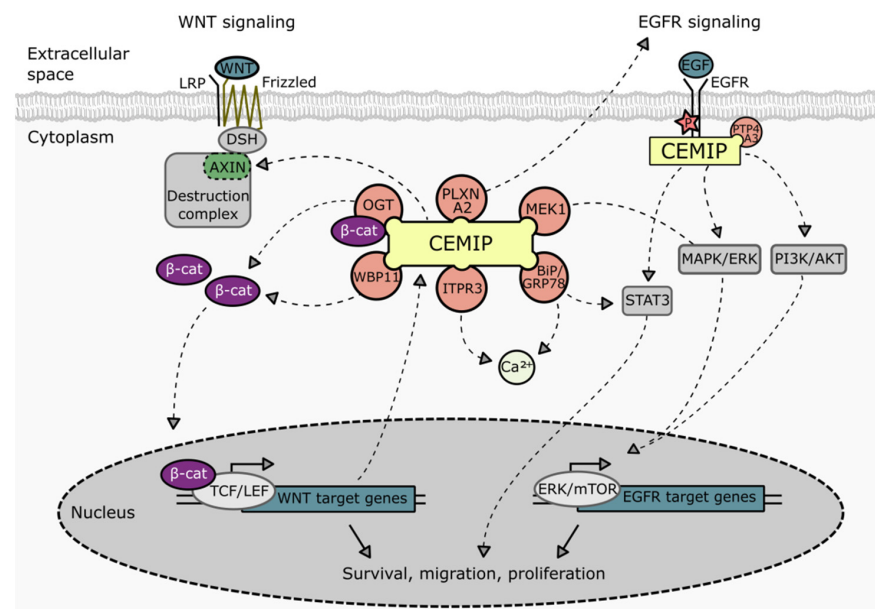 WNT signaling
EGFR signaling
Extracellular
space
WNT
LRP
Frizzled
EGF
EGFR
P
Cytoplasm
DSH
PTP4
A3
CEMIP
AXIN
Destruction
complex
OGT
PLXN
A2
MEK1
β-cat
CEMIP
WBP11
ITPR3
BiP/
GRP78
MAPK/ERK
PI3K/AKT
β-cat
β-cat
STAT3
Ca²⁺
β-cat
TCF/LEF
WNT target genes
ERK/mTOR
EGFR target genes
Nucleus
Survival, migration, proliferation